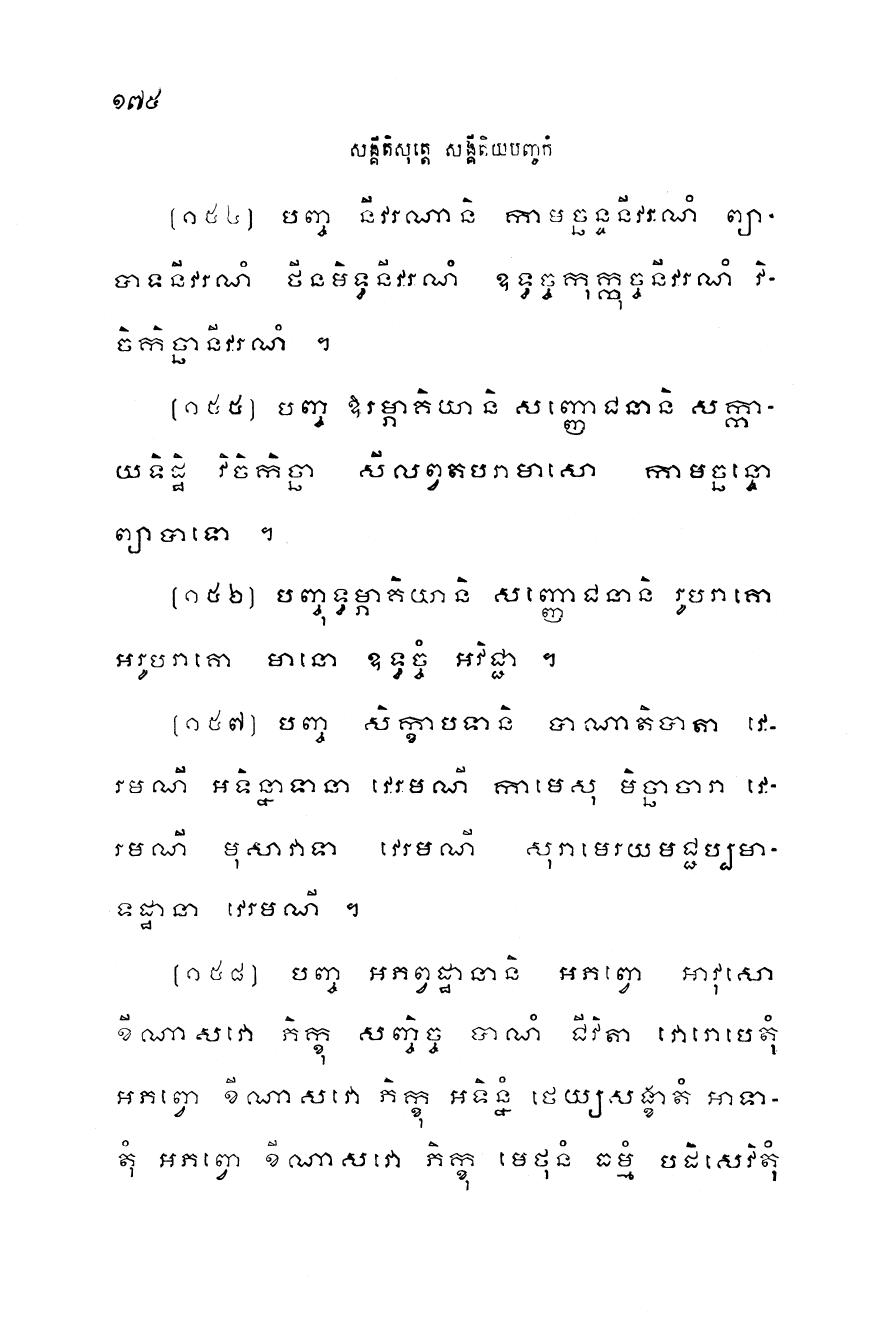 ១៧៥
សង្គីតិសុត្តេ សង្គីតិយបញ្ចកំ
(១៥៤) បញ្ច នីវរណានិ កាមច្ឆន្ទនីវរណំ ព្យា-
បាទនីវរណំ ថីនមិទ្ធនីវរណំ ឧទ្ធច្ចកុក្កុច្ចនីវរណំ វិ-
ចិកិច្ឆានីវរណំ ។
(១៥៥) បញ្ច ឱរម្ភាគិយានិ សញ្ញោជនានិ សក្កា-
យទិដ្ឋិ វិចិកិច្ឆា សីលព្វតបរាមាសោ កាមច្ឆន្ទោ
ព្យាបាទោ ។
(១៥៦) បញ្ចុទ្ធម្ភាគិយានិ សញ្ញោជនានិ រូបរាគោ
អរូបរាគោ មានោ ឧទ្ធច្ចំ អវិជ្ជា ។
(១៥៧) បញ្ច សិក្ខាបទានិ បាណាតិបាតា វេ-
រមណី អទិន្នាទានា វេរមណី កាមេសុ មិច្ឆាចារា វេ-
រមណី មុសាវាទា វេរមណី សុរាមេរយមជ្ជប្បមា-
ទដ្ឋានា វេរមណី ។
(១៥៨) បញ្ច អភព្វដ្ឋានានិ អភព្វោ អាវុសោ
ខីណាសវោ ភិក្ខុ សញ្ចិច្ច បាណំ ជីវិតា វោរោបេតុំ
អភព្វោ ខីណាសវោ ភិក្ខុ អទិន្នំ ថេយ្យសង្ខាតំ អាទា-
តុំ អភព្វោ ខីណាសវោ ភិក្ខុ មេថុនំ ធម្មំ បដិសេវិតុំ